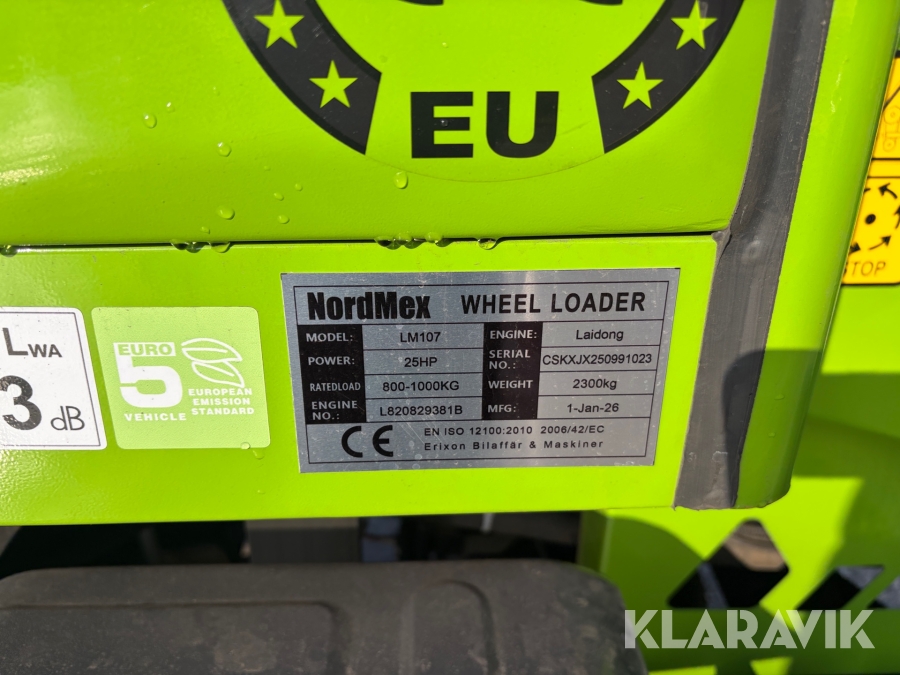 EU
STOP
NordMex WHEEL LOADER
MODEL: LM107 ENGINE: Laidong
POWER: 25HP SERIAL NO.: CSKXJX250991023
RATEDLOAD 800-1000KG WEIGHT 2300kg
ENGINE NO.: L820829381B MFG: 1-Jan-26
CE EN ISO 12100:2010 2006/42/EC
Erixon Bilaffär & Maskiner
LWA
3 dB
EURO
5
VEHICLE
EUROPEAN
EMISSION
STANDARD
KLARAVIK